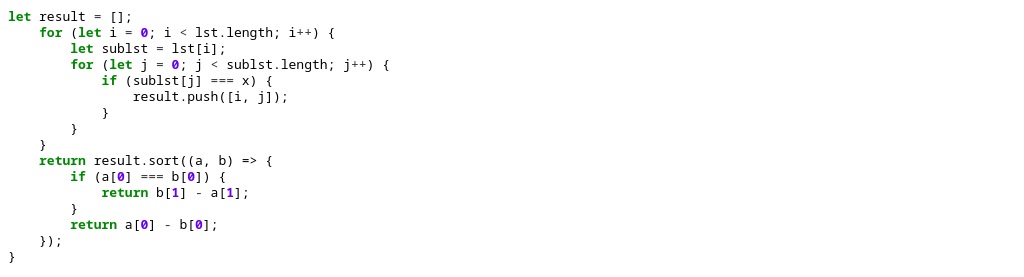 let result = [];
    for (let i = 0; i < lst.length; i++) {
        let sublst = lst[i];
        for (let j = 0; j < sublst.length; j++) {
            if (sublst[j] === x) {
                result.push([i, j]);
            }
        }
    }
    return result.sort((a, b) => {
        if (a[0] === b[0]) {
            return b[1] - a[1];
        }
        return a[0] - b[0];
    });
}